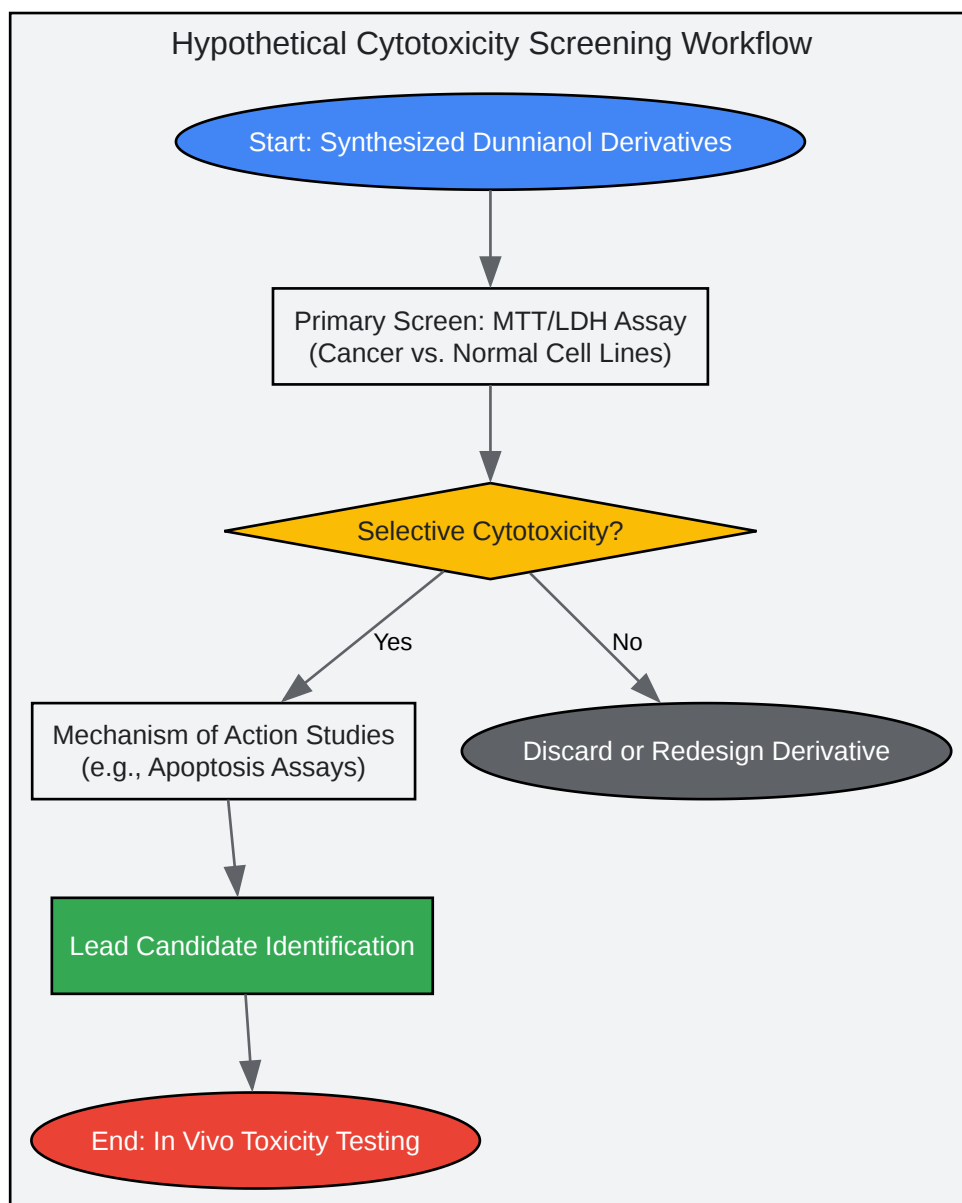 Hypothetical Cytotoxicity Screening Workflow
Start: Synthesized Dunnianol Derivatives
Primary Screen: MTT/LDH Assay
(Cancer vs. Normal Cell Lines)
Selective Cytotoxicity?
Yes
No
Mechanism of Action Studies
(e.g., Apoptosis Assays)
Discard or Redesign Derivative
Lead Candidate Identification
End: In Vivo Toxicity Testing